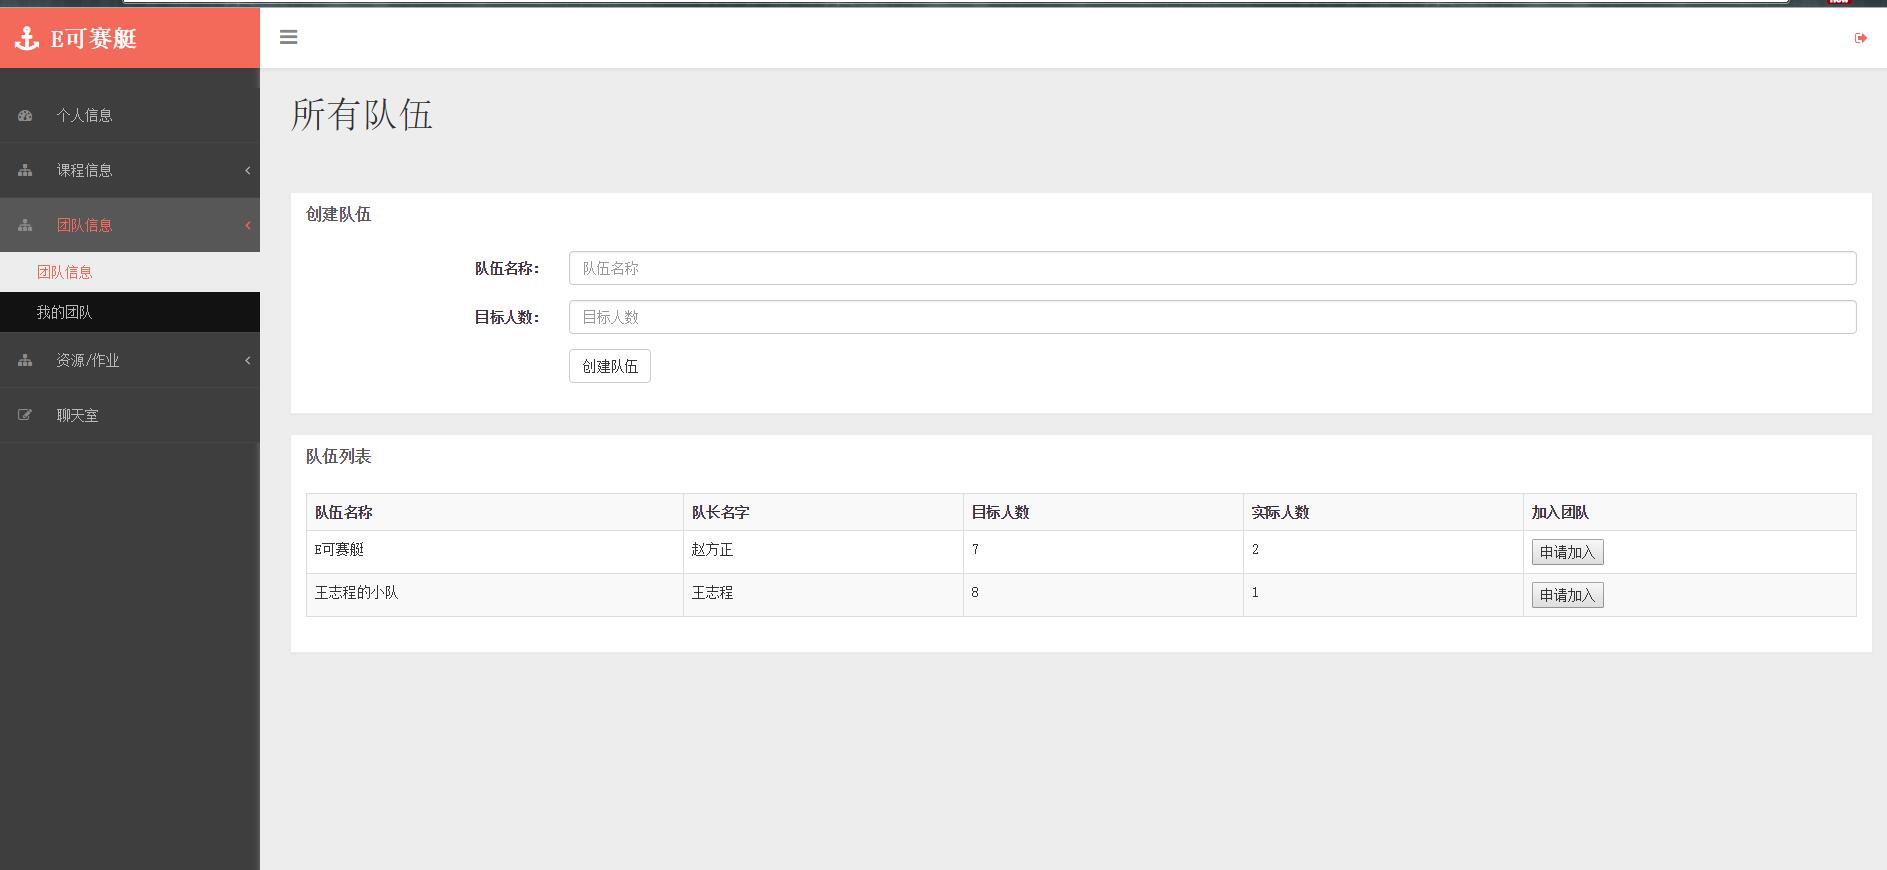 E可赛艇
个人信息
课程信息
团队信息
团队信息
我的团队
资源/作业
聊天室
所有队伍
创建队伍
队伍名称： 队伍名称
目标人数： 目标人数
创建队伍
队伍列表
队伍名称 队长名字 目标人数 实际人数 加入团队
E可赛艇 赵方正 7 2 申请加入
王志程的小队 王志程 8 1 申请加入